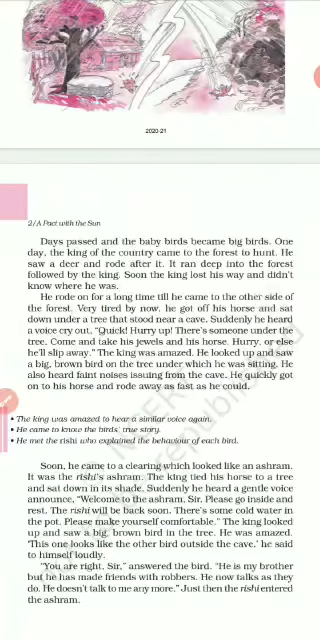 2020-21
2/A Pact with the Sun
Days passed and the baby birds became big birds. One
day, the king of the country came to the forest to hunt. He
saw a deer and rode after it. It ran deep into the forest
followed by the king. Soon the king lost his way and didn't
know where he was.
He rode on for a long time till he came to the other side of
the forest. Very tired by now, he got off his horse and sat
down under a tree that stood near a cave. Suddenly he heard
a voice cry out, “Quick! Hurry up! There's someone under the
tree. Come and take his jewels and his horse. Hurry, or else
he'll slip away.” The king was amazed. He looked up and saw
a big, brown bird on the tree under which he was sitting. He
also heard faint noises issuing from the cave. He quickly got
on to his horse and rode away as fast as he could.
• The king was amazed to hear a similar voice again.
• He came to know the birds' true story.
• He met the rishi who explained the behaviour of each bird.
Soon, he came to a clearing which looked like an ashram.
It was the rishi's ashram. The king tied his horse to a tree
and sat down in its shade. Suddenly he heard a gentle voice
announce, “Welcome to the ashram, Sir. Please go inside and
rest. The rishi will be back soon. There's some cold water in
the pot. Please make yourself comfortable.” The king looked
up and saw a big, brown bird in the tree. He was amazed.
‘This one looks like the other bird outside the cave,’ he said
to himself loudly.
“You are right, Sir,” answered the bird. “He is my brother
but he has made friends with robbers. He now talks as they
do. He doesn't talk to me any more.” Just then the rishi entered
the ashram.